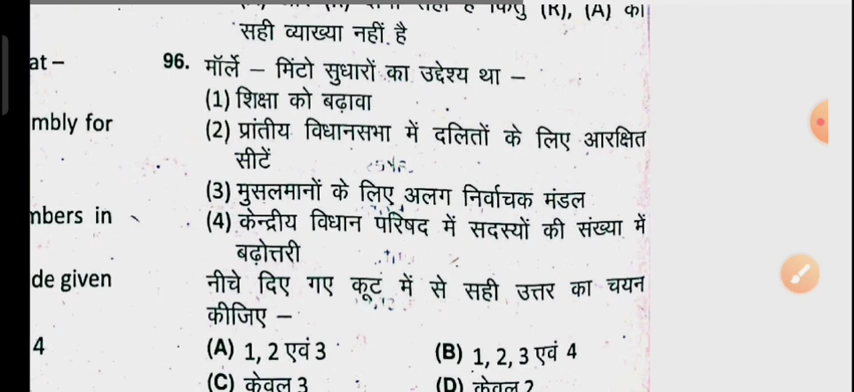 (R), (A) का
सही व्याख्या नहीं है
at –
96. मॉर्ले – मिंटो सुधारों का उद्देश्य था –
(1) शिक्षा को बढ़ावा
mbly for
(2) प्रांतीय विधानसभा में दलितों के लिए आरक्षित
सीटें
(3) मुसलमानों के लिए अलग निर्वाचक मंडल
mbers in
(4) केन्द्रीय विधान परिषद में सदस्यों की संख्या में
बढ़ोत्तरी
de given
नीचे दिए गए कूट में से सही उत्तर का चयन
कीजिए –
4
(A) 1, 2 एवं 3 (B) 1, 2, 3 एवं 4
(C) केवल 3 (D) केवल 2